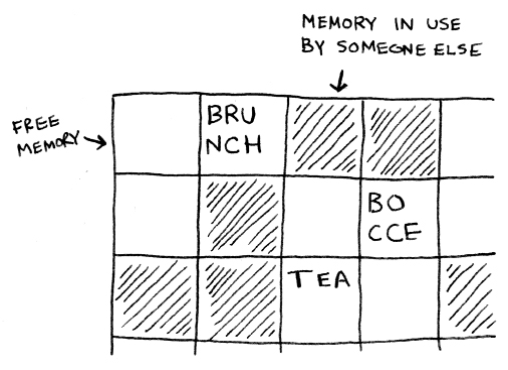 MEMORY IN USE
BY SOMEONE ELSE
FREE
MEMORY
BRU
NCH
BO
CCE
TEA